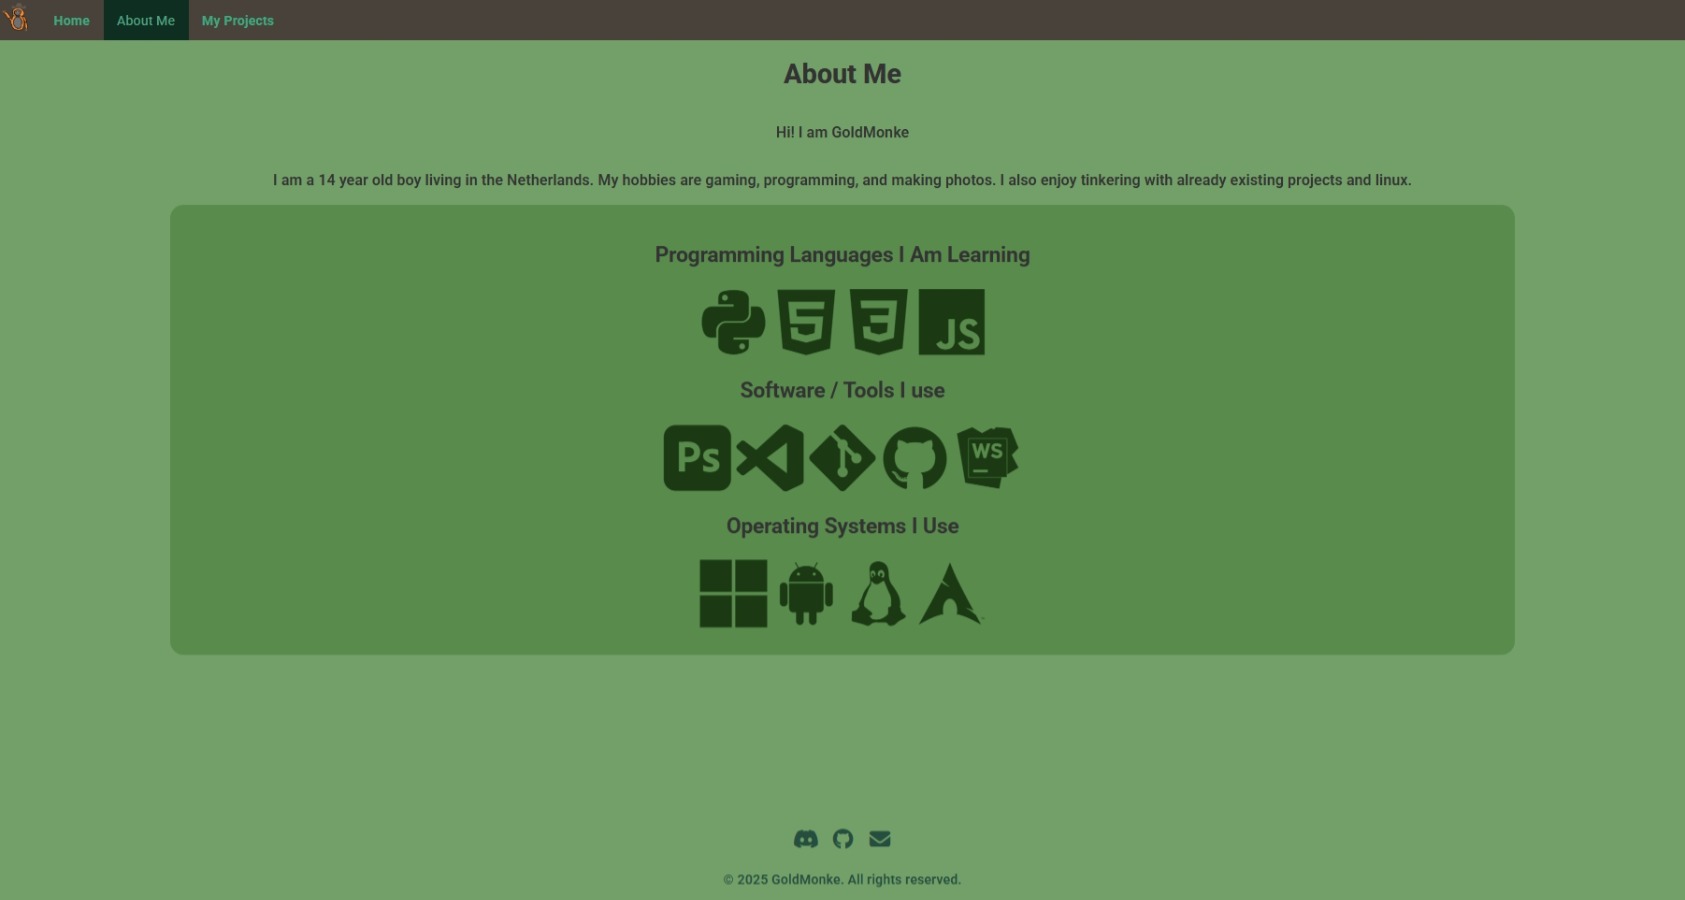 Home About Me My Projects
About Me
Hi! I am GoldMonke
I am a 14 year old boy living in the Netherlands. My hobbies are gaming, programming, and making photos. I also enjoy tinkering with already existing projects and linux.
Programming Languages I Am Learning
JS
Software / Tools I use
Ps WS
Operating Systems I Use
© 2025 GoldMonke. All rights reserved.